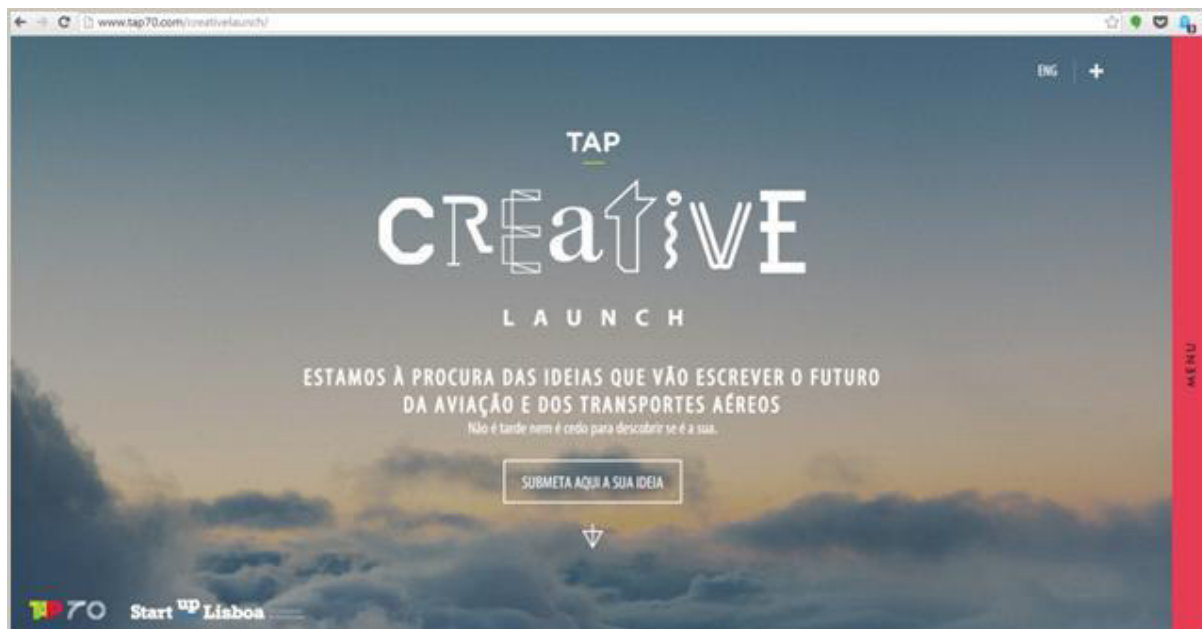 www.tap70.com/creativelaunch/
ENG
TAP
CREaTiVE
LAUNCH
ESTAMOS À PROCURA DAS IDEIAS QUE VÃO ESCREVER O FUTURO
DA AVIAÇÃO E DOS TRANSPORTES AÉREOS
Não é tarde nem é cedo para descobrir se é a sua.
SUBMETA AQUI A SUA IDEIA
MENU
TAP 70
Start up Lisboa